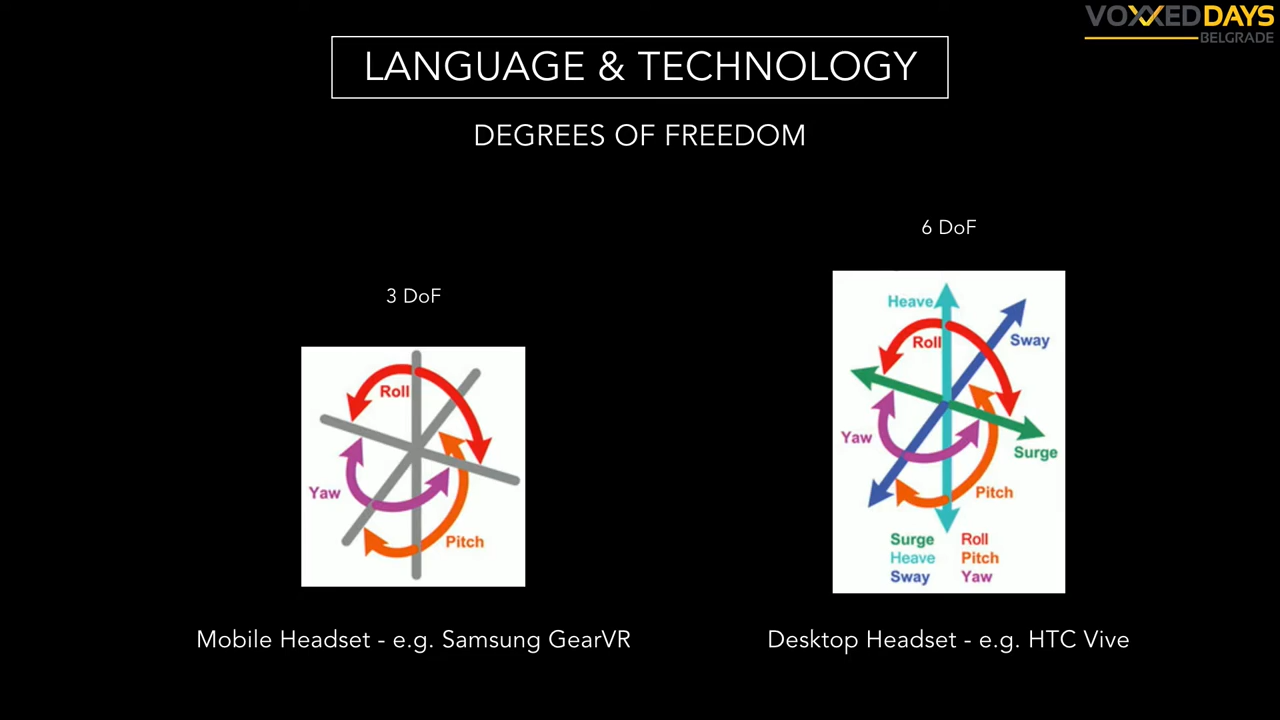 VOXXEDDAYS
BELGRADE
LANGUAGE & TECHNOLOGY
DEGREES OF FREEDOM
3 DoF
Roll
Yaw
Pitch
Mobile Headset - e.g. Samsung GearVR
6 DoF
Heave
Sway
Roll
Yaw
Surge
Pitch
Surge Roll
Heave Pitch
Sway Yaw
Desktop Headset - e.g. HTC Vive